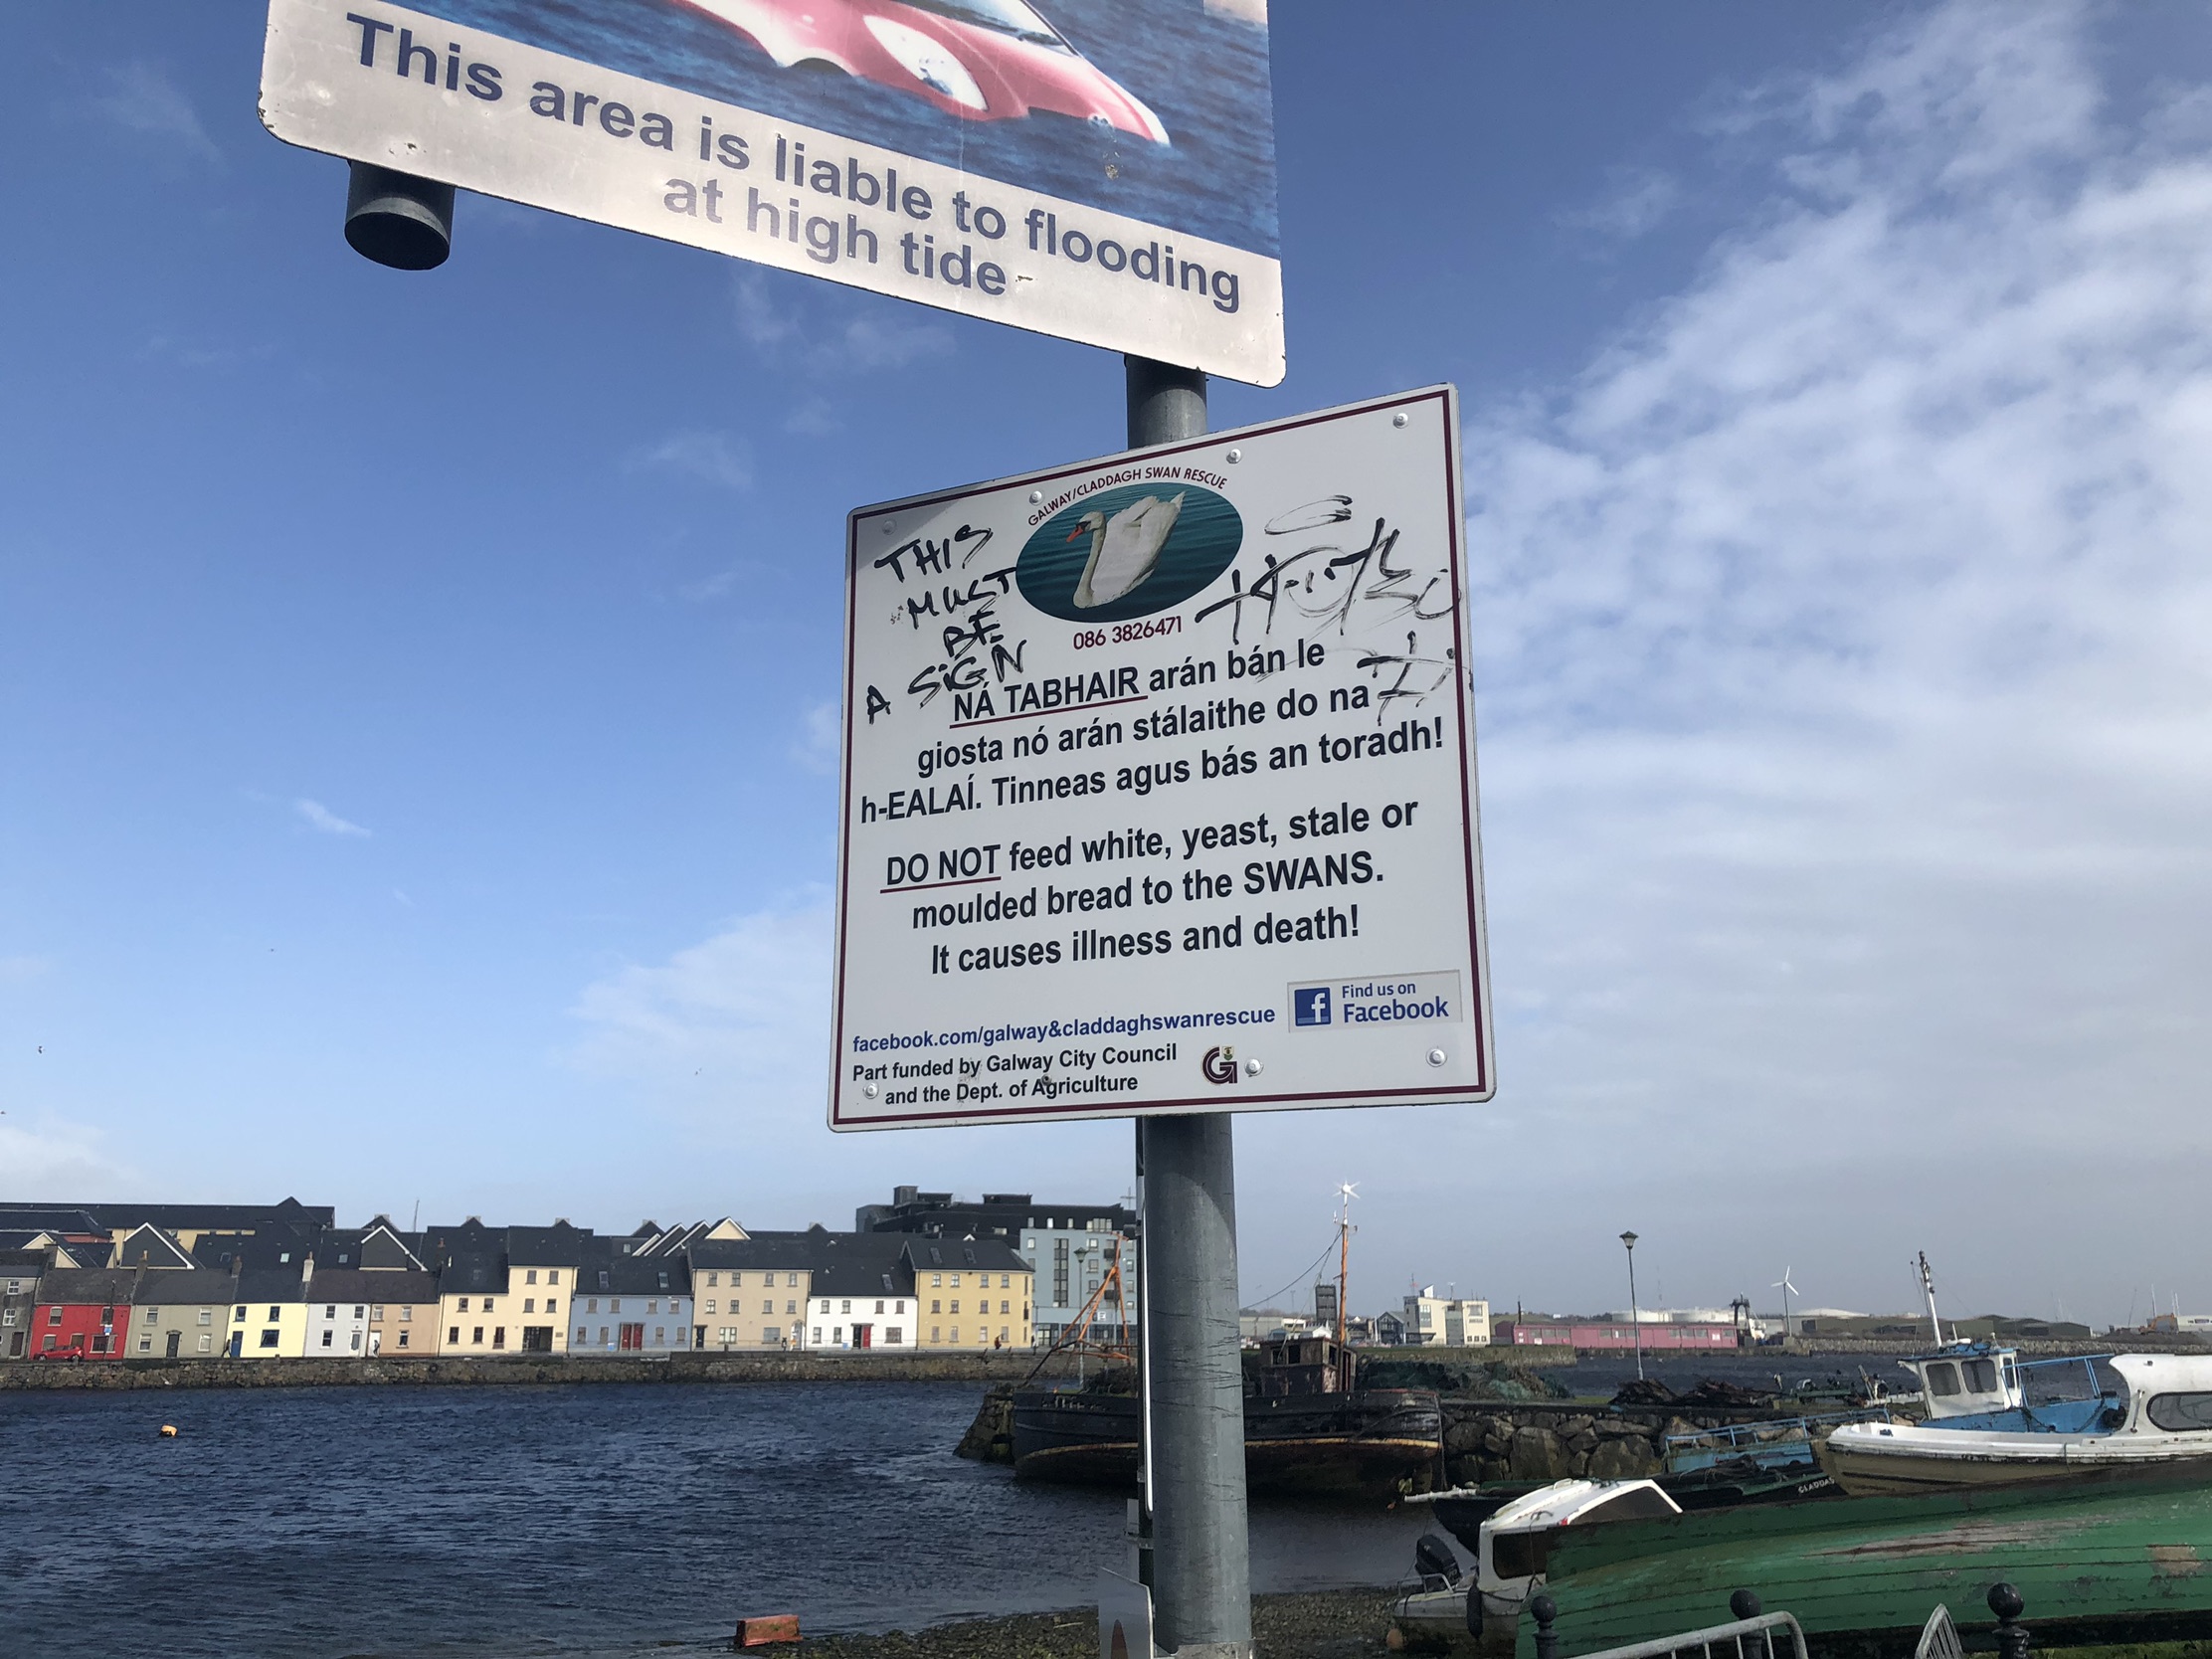 This area is liable to flooding
at high tide
GALWAY/CLADDAGH SWAN RESCUE
THIS
MUST
BE
A SIGN
086 3826471
NÁ TABHAIR arán bán le
giosta nó arán stálaithe do na
h-EALAÍ. Tinneas agus bás an toradh!
DO NOT feed white, yeast, stale or
moulded bread to the SWANS.
It causes illness and death!
Find us on
Facebook
facebook.com/galway&claddaghswanrescue
Part funded by Galway City Council
and the Dept. of Agriculture